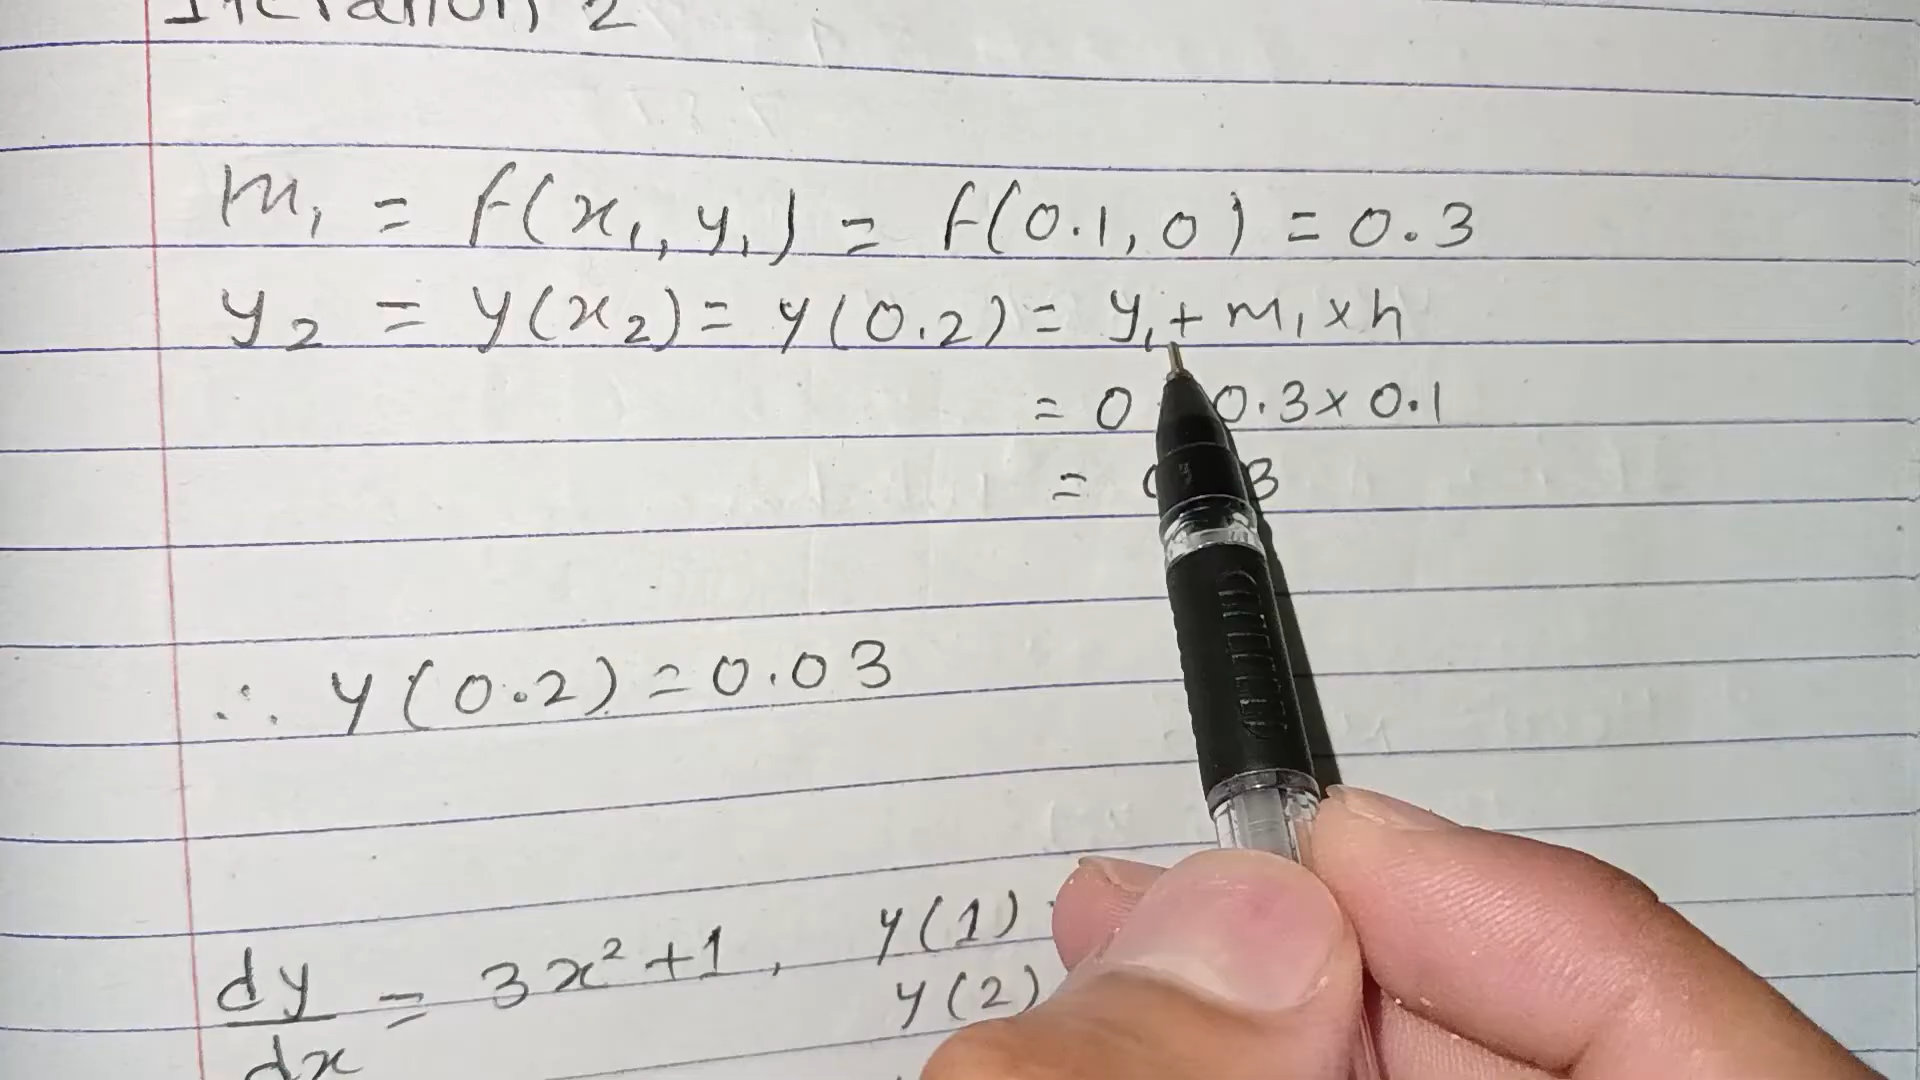 Iteration 2
m₁ = f(x₁, y₁) = f(0.1, 0) = 0.3
y₂ = y(x₂) = y(0.2) = y₁ + m₁ × h
= 0 0.3 × 0.1
= 3
∴ y(0.2) = 0.03
dy/dx = 3x² + 1, y(1)
y(2)